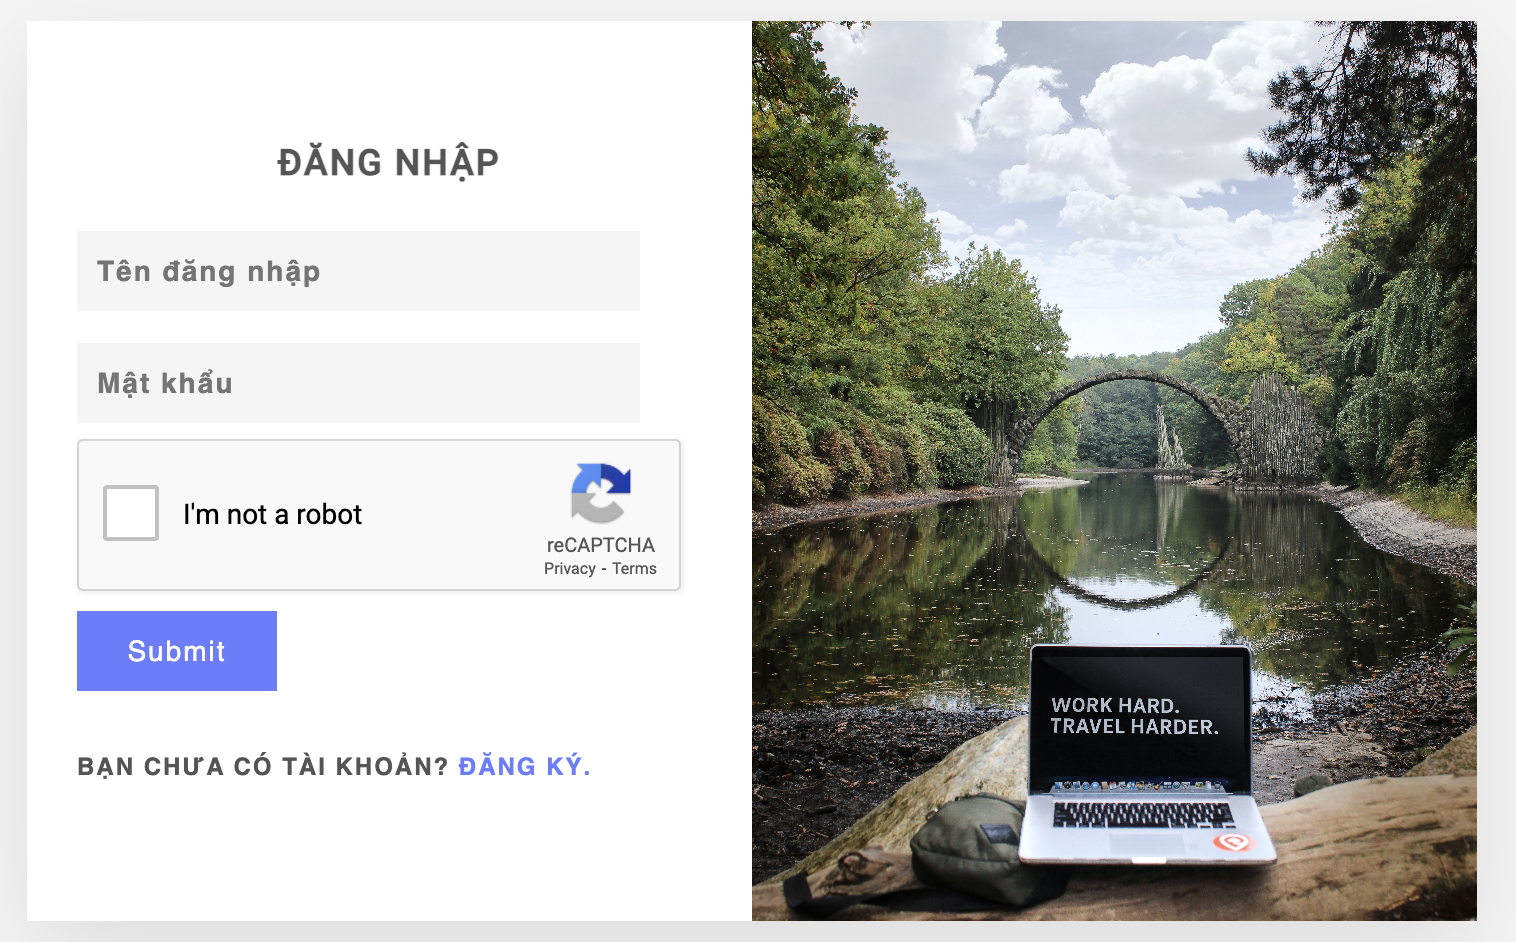 ĐĂNG NHẬP
Tên đăng nhập
Mật khẩu
I'm not a robot
reCAPTCHA
Privacy - Terms
Submit
BẠN CHƯA CÓ TÀI KHOẢN? ĐĂNG KÝ.
WORK HARD.
TRAVEL HARDER.